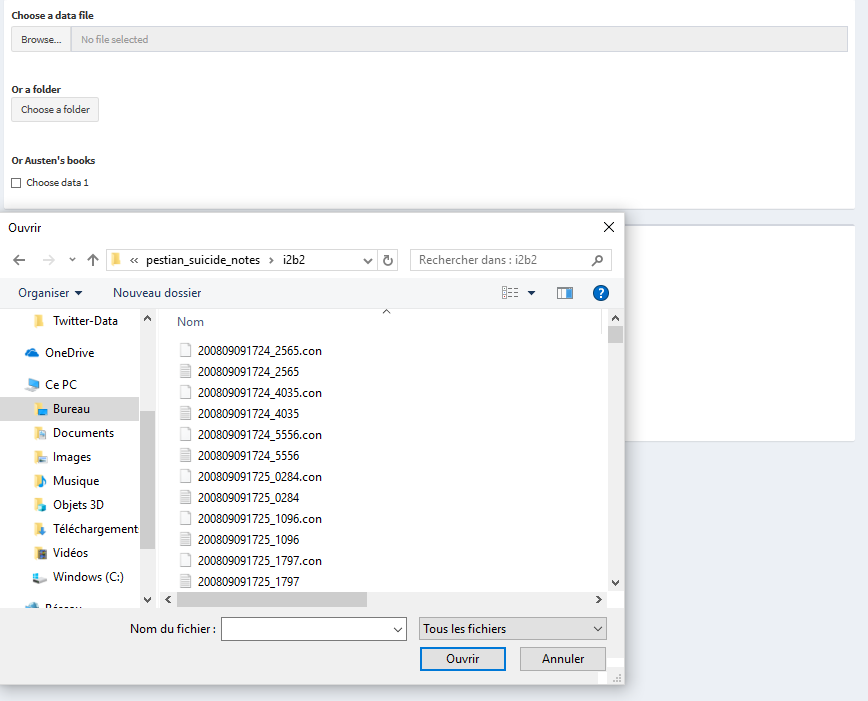 Choose a data file
Browse... No file selected
Or a folder
Choose a folder
Or Austen's books
Choose data 1
Ouvrir
« pestian_suicide_notes › i2b2
Rechercher dans : i2b2
Organiser
Nouveau dossier
?
Twitter-Data
OneDrive
Ce PC
Bureau
Documents
Images
Musique
Objets 3D
Téléchargement
Vidéos
Windows (C:)
Réseau
Nom
200809091724_2565.con
200809091724_2565
200809091724_4035.con
200809091724_4035
200809091724_5556.con
200809091724_5556
200809091725_0284.con
200809091725_0284
200809091725_1096.con
200809091725_1096
200809091725_1797.con
200809091725_1797
Nom du fichier :
Tous les fichiers
Ouvrir
Annuler